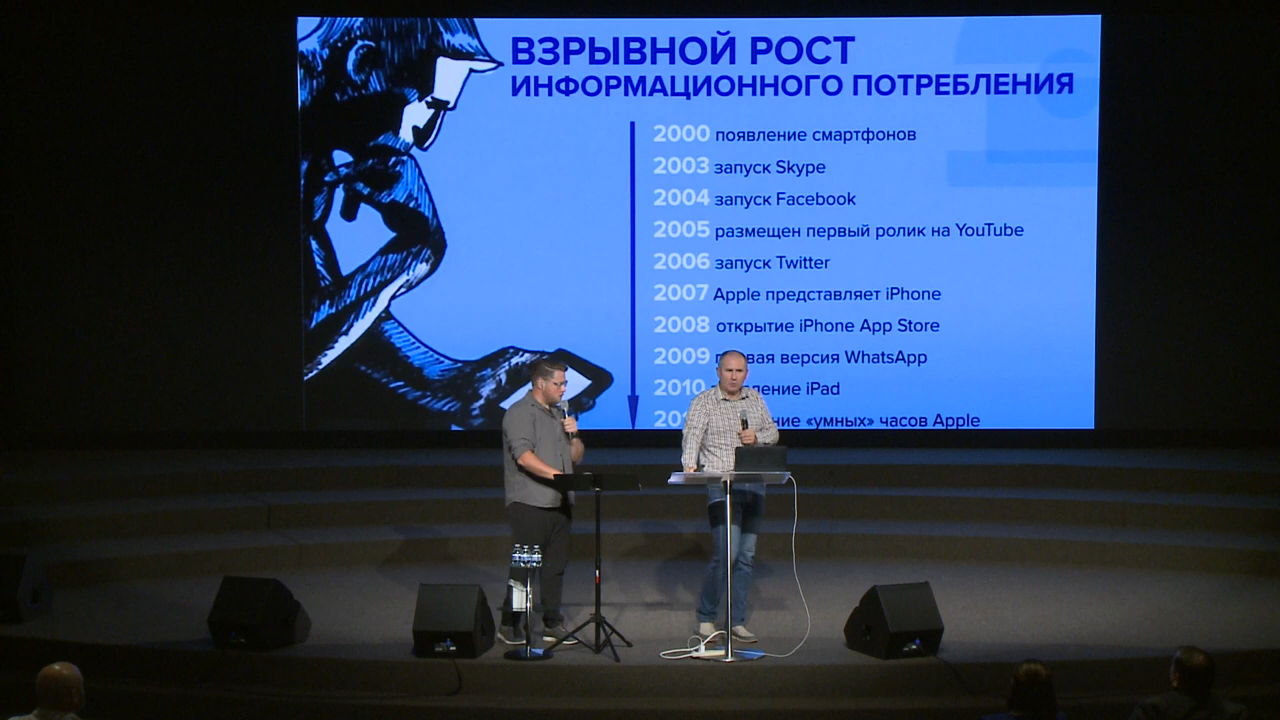 ВЗРЫВНОЙ РОСТ
ИНФОРМАЦИОННОГО ПОТРЕБЛЕНИЯ
2000 появление смартфонов
2003 запуск Skype
2004 запуск Facebook
2005 размещен первый ролик на YouTube
2006 запуск Twitter
2007 Apple представляет iPhone
2008 открытие iPhone App Store
2009 версия WhatsApp
2010 iPad
«умных» часов Apple